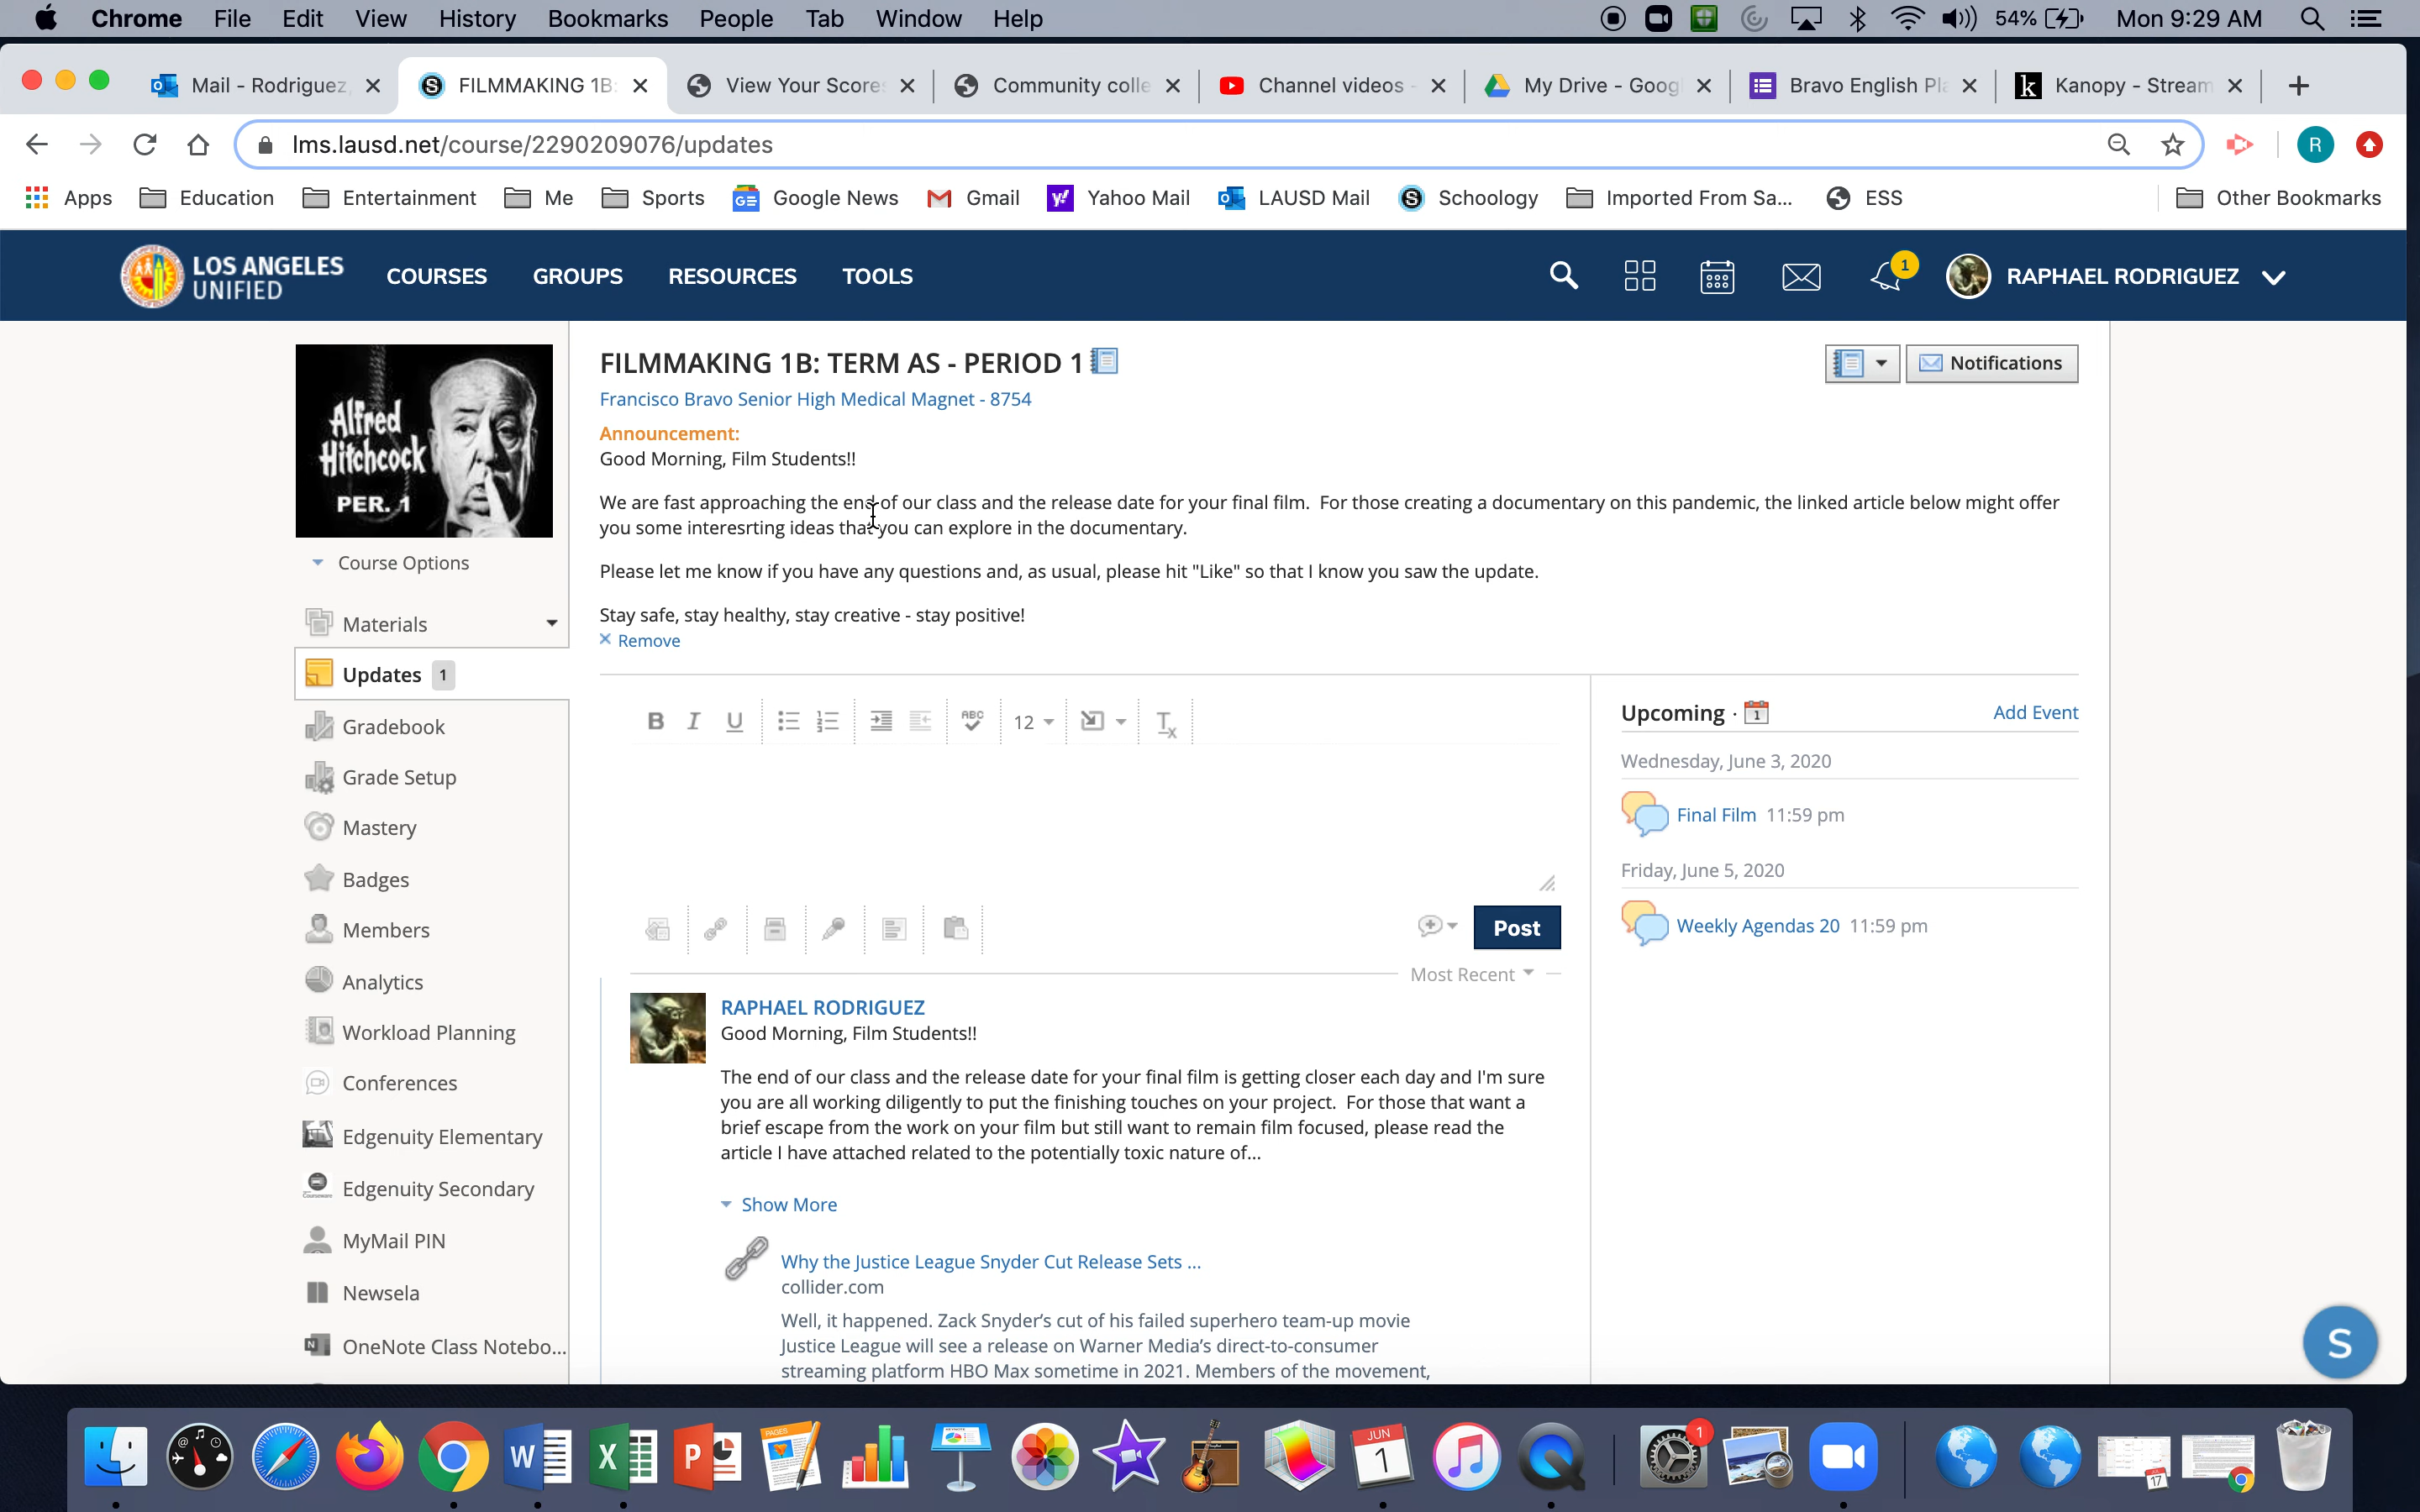 Chrome File Edit View History Bookmarks People Tab Window Help 54% Mon 9:29 AM
Mail - Rodriguez, FILMMAKING 1B: View Your Score Community colle Channel videos - My Drive - Goog Bravo English Pla Kanopy - Stream
lms.lausd.net/course/2290209076/updates R
Apps Education Entertainment Me Sports Google News Gmail Yahoo Mail LAUSD Mail Schoology Imported From Sa... ESS Other Bookmarks
LOS ANGELES
UNIFIED
COURSES GROUPS RESOURCES TOOLS 1 RAPHAEL RODRIGUEZ
Alfred
Hitchcock
PER. 1
Course Options
Materials
Updates 1
Gradebook
Grade Setup
Mastery
Badges
Members
Analytics
Workload Planning
Conferences
Edgenuity Elementary
Edgenuity Secondary
MyMail PIN
Newsela
OneNote Class Notebo...
FILMMAKING 1B: TERM AS - PERIOD 1
Notifications
Francisco Bravo Senior High Medical Magnet - 8754
Announcement:
Good Morning, Film Students!!
We are fast approaching the end of our class and the release date for your final film. For those creating a documentary on this pandemic, the linked article below might offer
you some interesrting ideas that you can explore in the documentary.
Please let me know if you have any questions and, as usual, please hit "Like" so that I know you saw the update.
Stay safe, stay healthy, stay creative - stay positive!
Remove
B I U ABC 12 Tx
Post
Most Recent
RAPHAEL RODRIGUEZ
Good Morning, Film Students!!
The end of our class and the release date for your final film is getting closer each day and I'm sure
you are all working diligently to put the finishing touches on your project. For those that want a
brief escape from the work on your film but still want to remain film focused, please read the
article I have attached related to the potentially toxic nature of...
Show More
Why the Justice League Snyder Cut Release Sets ...
collider.com
Well, it happened. Zack Snyder's cut of his failed superhero team-up movie
Justice League will see a release on Warner Media's direct-to-consumer
streaming platform HBO Max sometime in 2021. Members of the movement,
Upcoming · 1 Add Event
Wednesday, June 3, 2020
Final Film 11:59 pm
Friday, June 5, 2020
Weekly Agendas 20 11:59 pm
S
W X P PAGES JUN 1 1 17